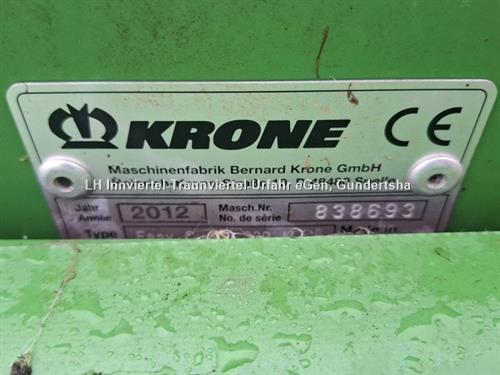 KRONE CE
Maschinenfabrik Bernard Krone GmbH
LH Innviertel-Traunviertel-Urfahr eGen, Gundertsha
Jahr
Année
2012
Masch.Nr.
No. de série
838693
Type